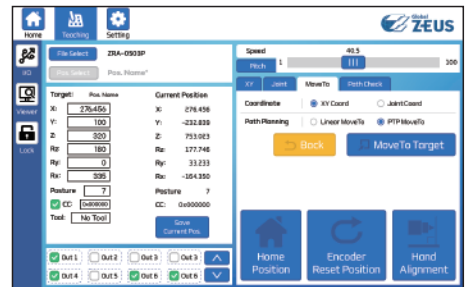 Home
Teaching
Setting
Global
ZEUS
I/O
Viewer
Lock
File Select ZRA-0503P
Pos. Select Pos. Name*
Target: Pos. Name Current Position
X: 276.456 X: 276.456
Y: 100 Y: -232.839
Z: 320 Z: 753.023
Rz: 180 Rz: 177.746
Ry: 0 Ry: 33.233
Rx: 335 Rx: -164.350
Posture 7 Posture 7
CC: 0x000000 CC: 0x000000
Tool: No Tool
Save
Current Pos.
Out 1 Out 2 Out 3 Out 3
Out 4 Out 5 Out 6 Out 6
Speed 40.5
Pitch 1 100
XY Joint MoveTo Path Check
Coordinate XY Coord Joint Coord
Path Planning Linear MoveTo PTP MoveTo
Back
MoveTo Target
Home
Position
Encoder
Reset Position
Hand
Alignment